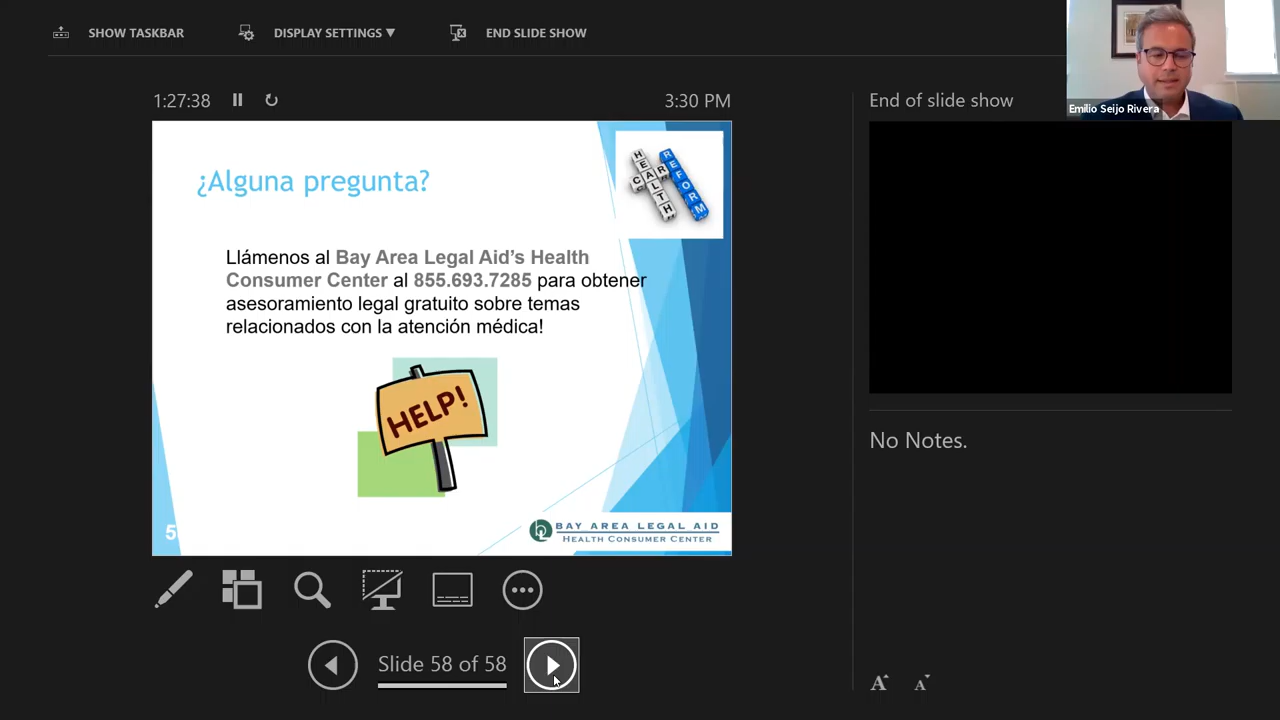 SHOW TASKBAR
DISPLAY SETTINGS ▼
END SLIDE SHOW
Emilio Seijo Rivera
1:27:38
3:30 PM
End of slide show
¿Alguna pregunta?
HEALTH
CARE
REFORM
Llámenos al Bay Area Legal Aid’s Health
Consumer Center al 855.693.7285 para obtener
asesoramiento legal gratuito sobre temas
relacionados con la atención médica!
HELP!
5
BAY AREA LEGAL AID
HEALTH CONSUMER CENTER
No Notes.
Slide 58 of 58
A A